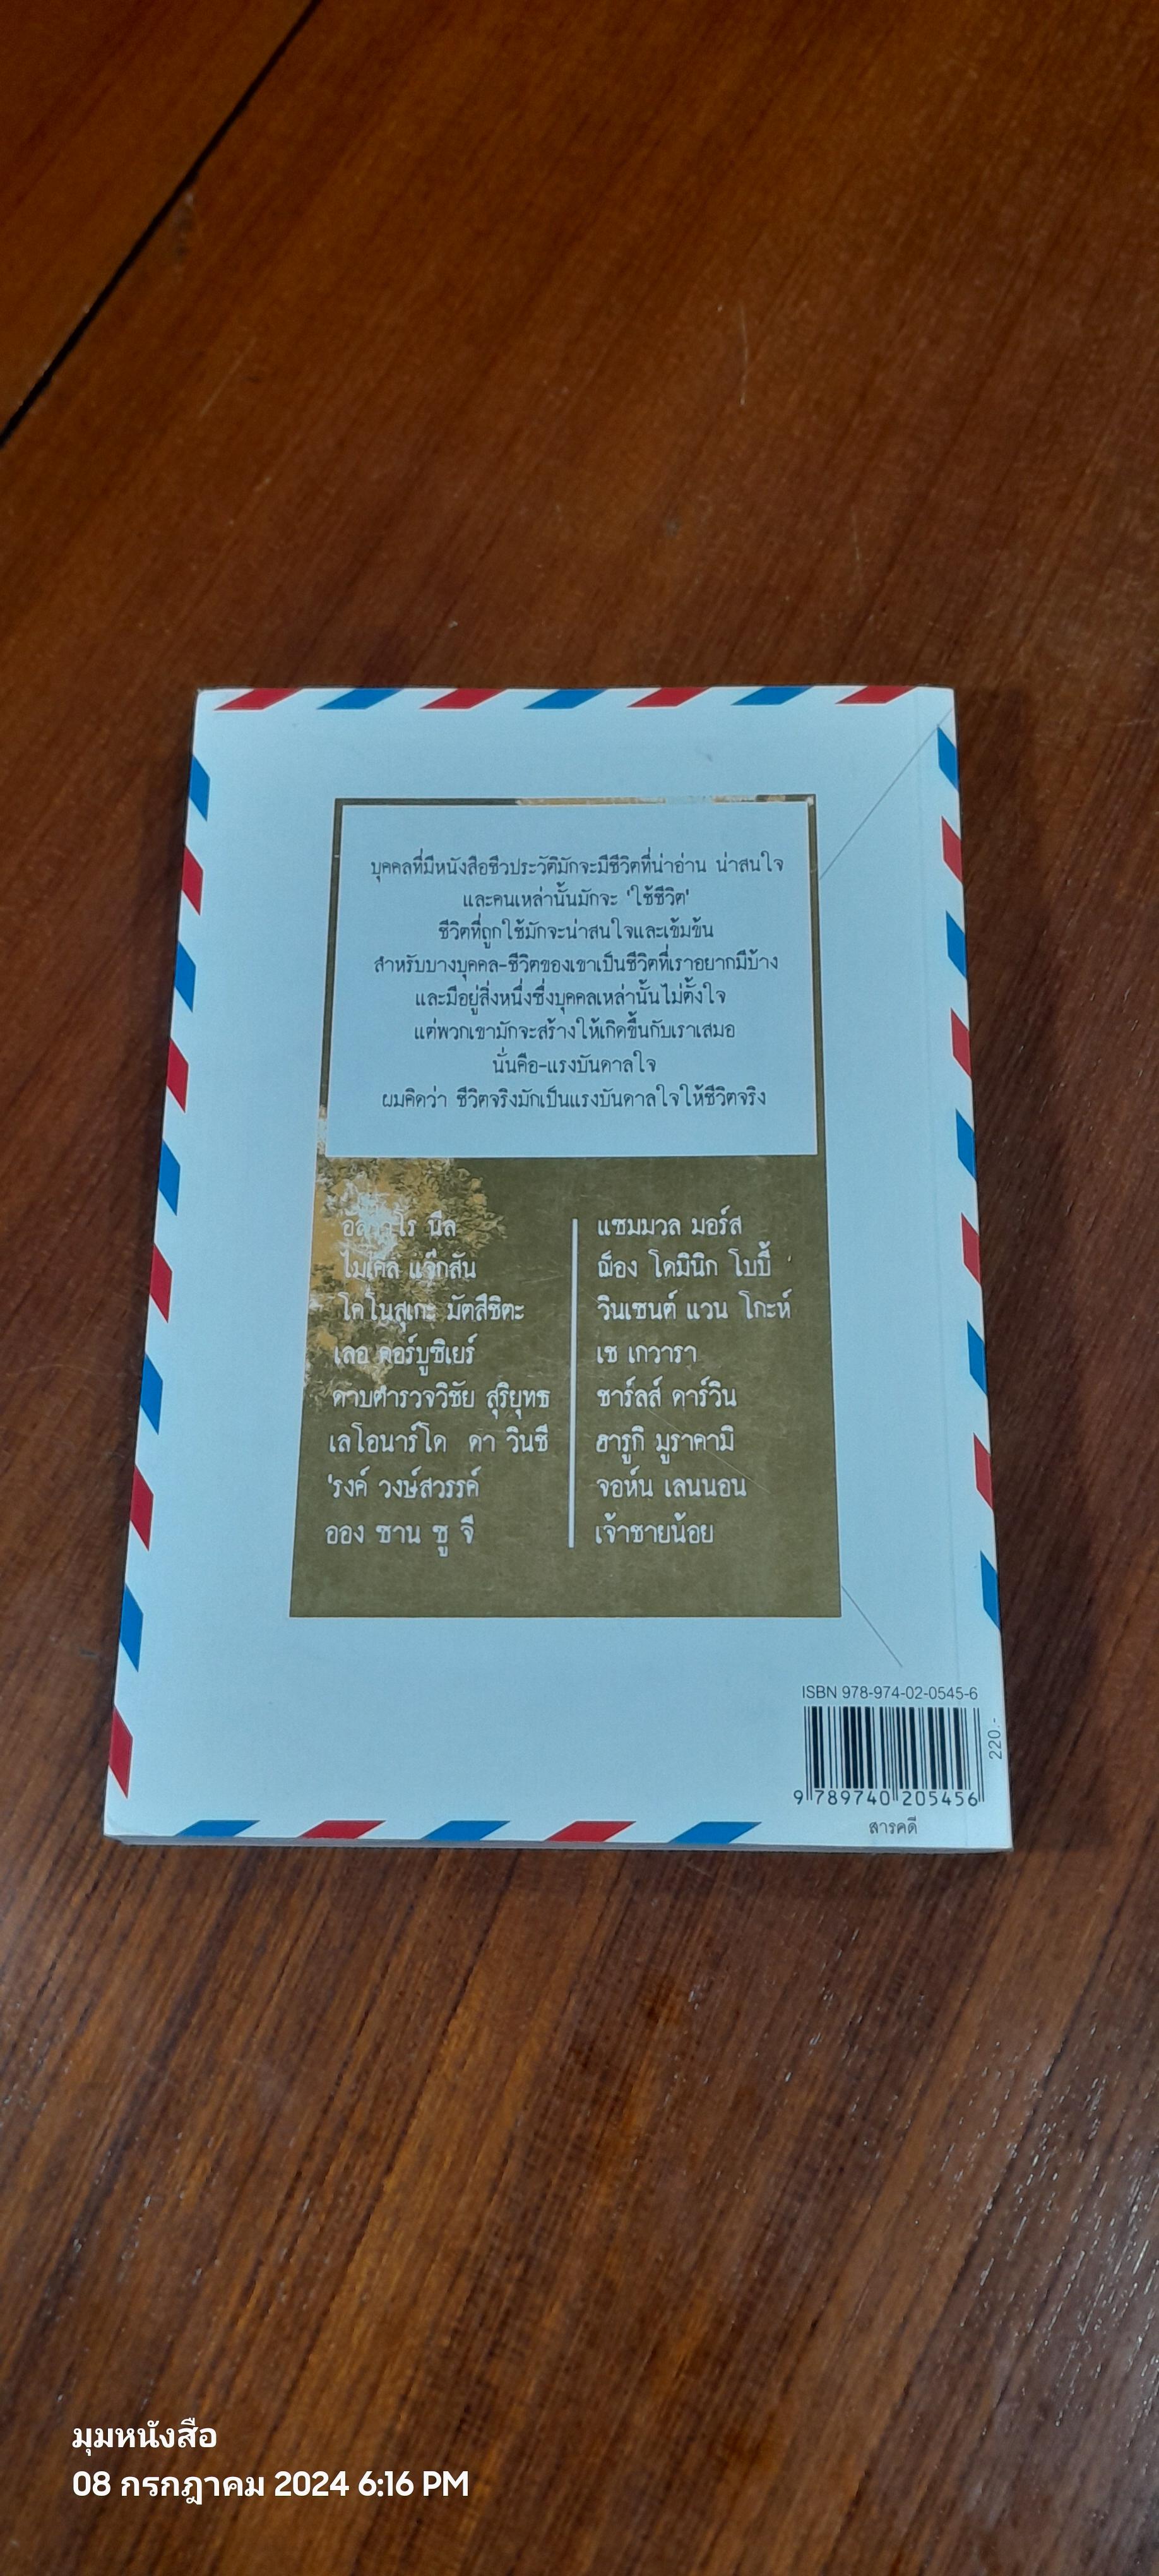 บุคคลที่มีหนังสือชีวประวัติมักจะมีชีวิตที่น่าอ่าน น่าสนใจ
และคนเหล่านั้นมักจะ 'ใช้ชีวิต'
ชีวิตที่ถูกใช้มักจะน่าสนใจและเข้มข้น
สำหรับบางบุคคล-ชีวิตของเขาเป็นชีวิตที่เราอยากมีบ้าง
และมีอยู่สิ่งหนึ่งซึ่งบุคคลเหล่านั้นไม่ตั้งใจ
แต่พวกเขามักจะสร้างให้เกิดขึ้นกับเราเสมอ
นั่นคือ-แรงบันดาลใจ
ผมคิดว่า ชีวิตจริงมักเป็นแรงบันดาลใจให้ชีวิตจริง
นีล
ไมเคิล แจ๊กสัน
โคโนสุเกะ มัตสึชิตะ
เลอ คอร์บูซิเยร์
ดาบตำรวจวิชัย สุริยุทธ
เลโอนาร์โด ดา วินชี
'รงค์ วงษ์สวรรค์
ออง ซาน ซู จี
แซมมวล มอร์ส
ฌ็อง โดมินิก โบบี้
วินเซนต์ แวน โกะห์
เช เกวารา
ชาร์ลส์ ดาร์วิน
ฮารูกิ มูราคามิ
จอห์น เลนนอน
เจ้าชายน้อย
ISBN 978-974-02-0545-6
220.-
9 789740 205456
สารคดี
มุมหนังสือ
08 กรกฎาคม 2024 6:16 PM